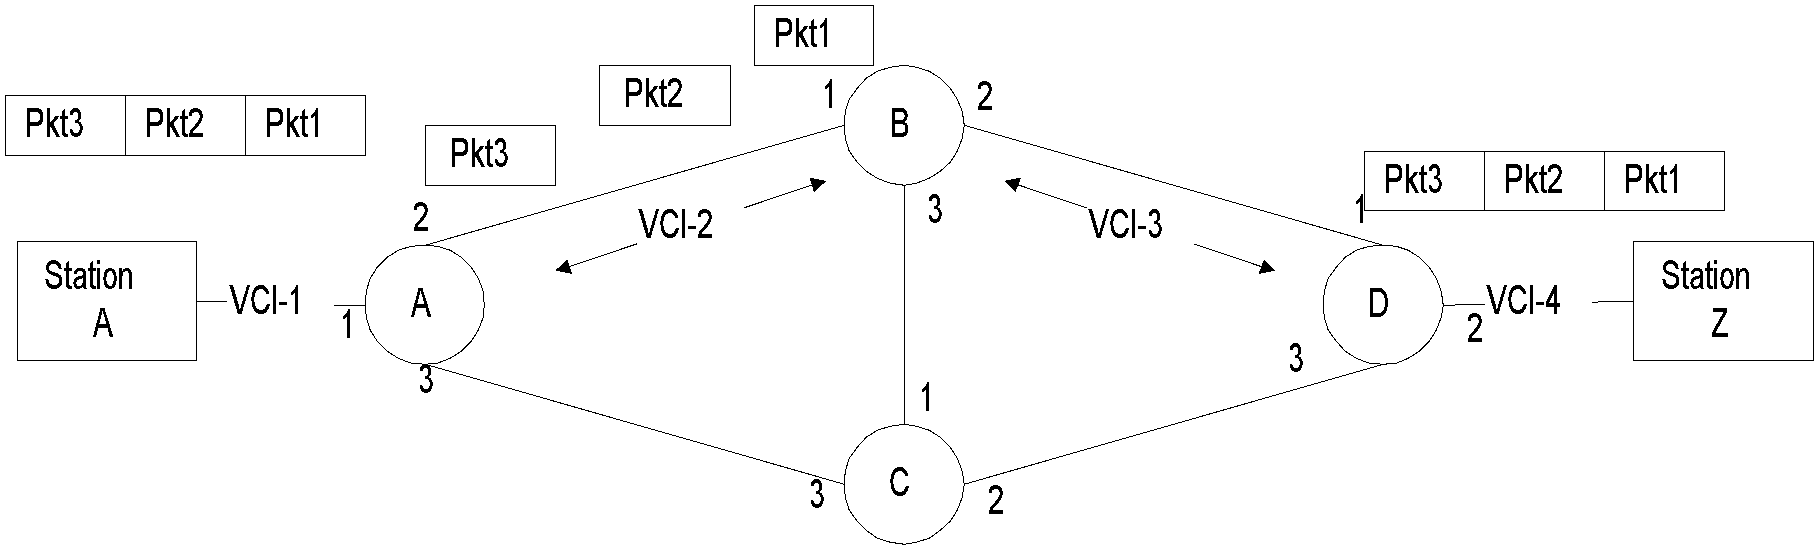 Pkt1
Pkt2
Pkt3 Pkt2 Pkt1
Pkt3
1 B 2
Pkt3 Pkt2 Pkt1
2 VCI-2 3 VCI-3 1
Station
A
VCI-1
1
A
D
2
VCI-4
Station
Z
3
3
1
C
3
2